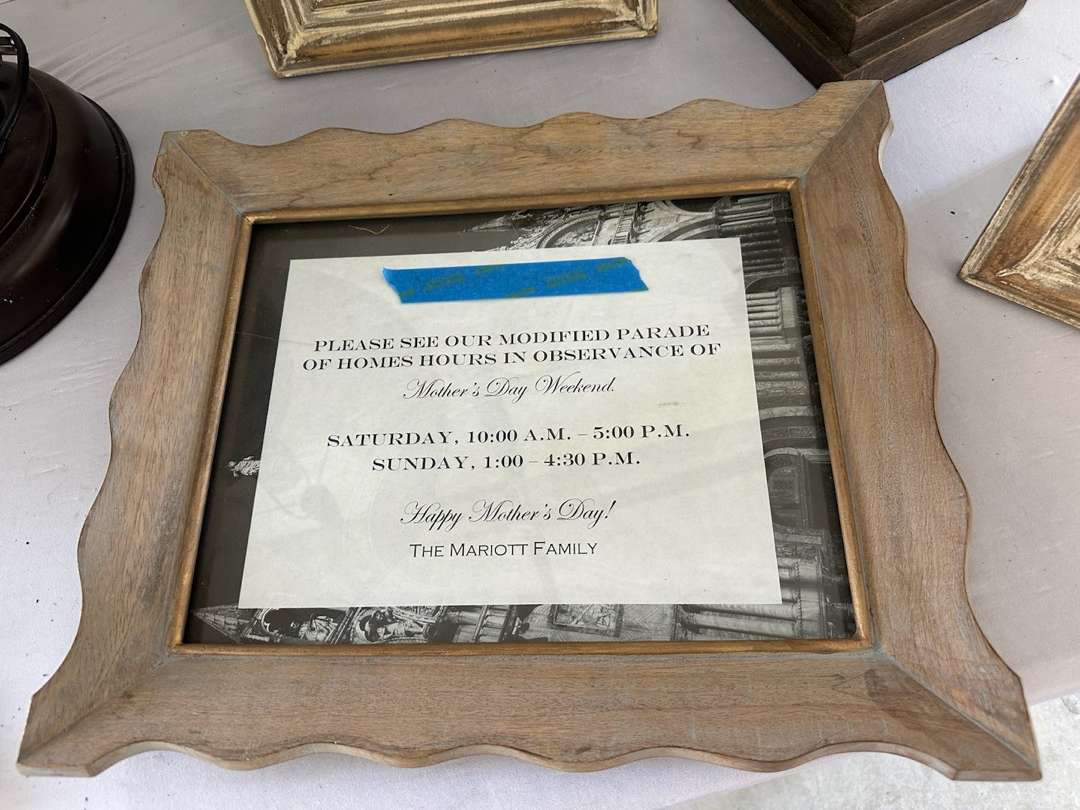 PLEASE SEE OUR MODIFIED PARADE
OF HOMES HOURS IN OBSERVANCE OF
Mother's Day Weekend.
SATURDAY, 10:00 A.M. – 5:00 P.M.
SUNDAY, 1:00 – 4:30 P.M.
Happy Mother's Day!
THE MARIOTT FAMILY